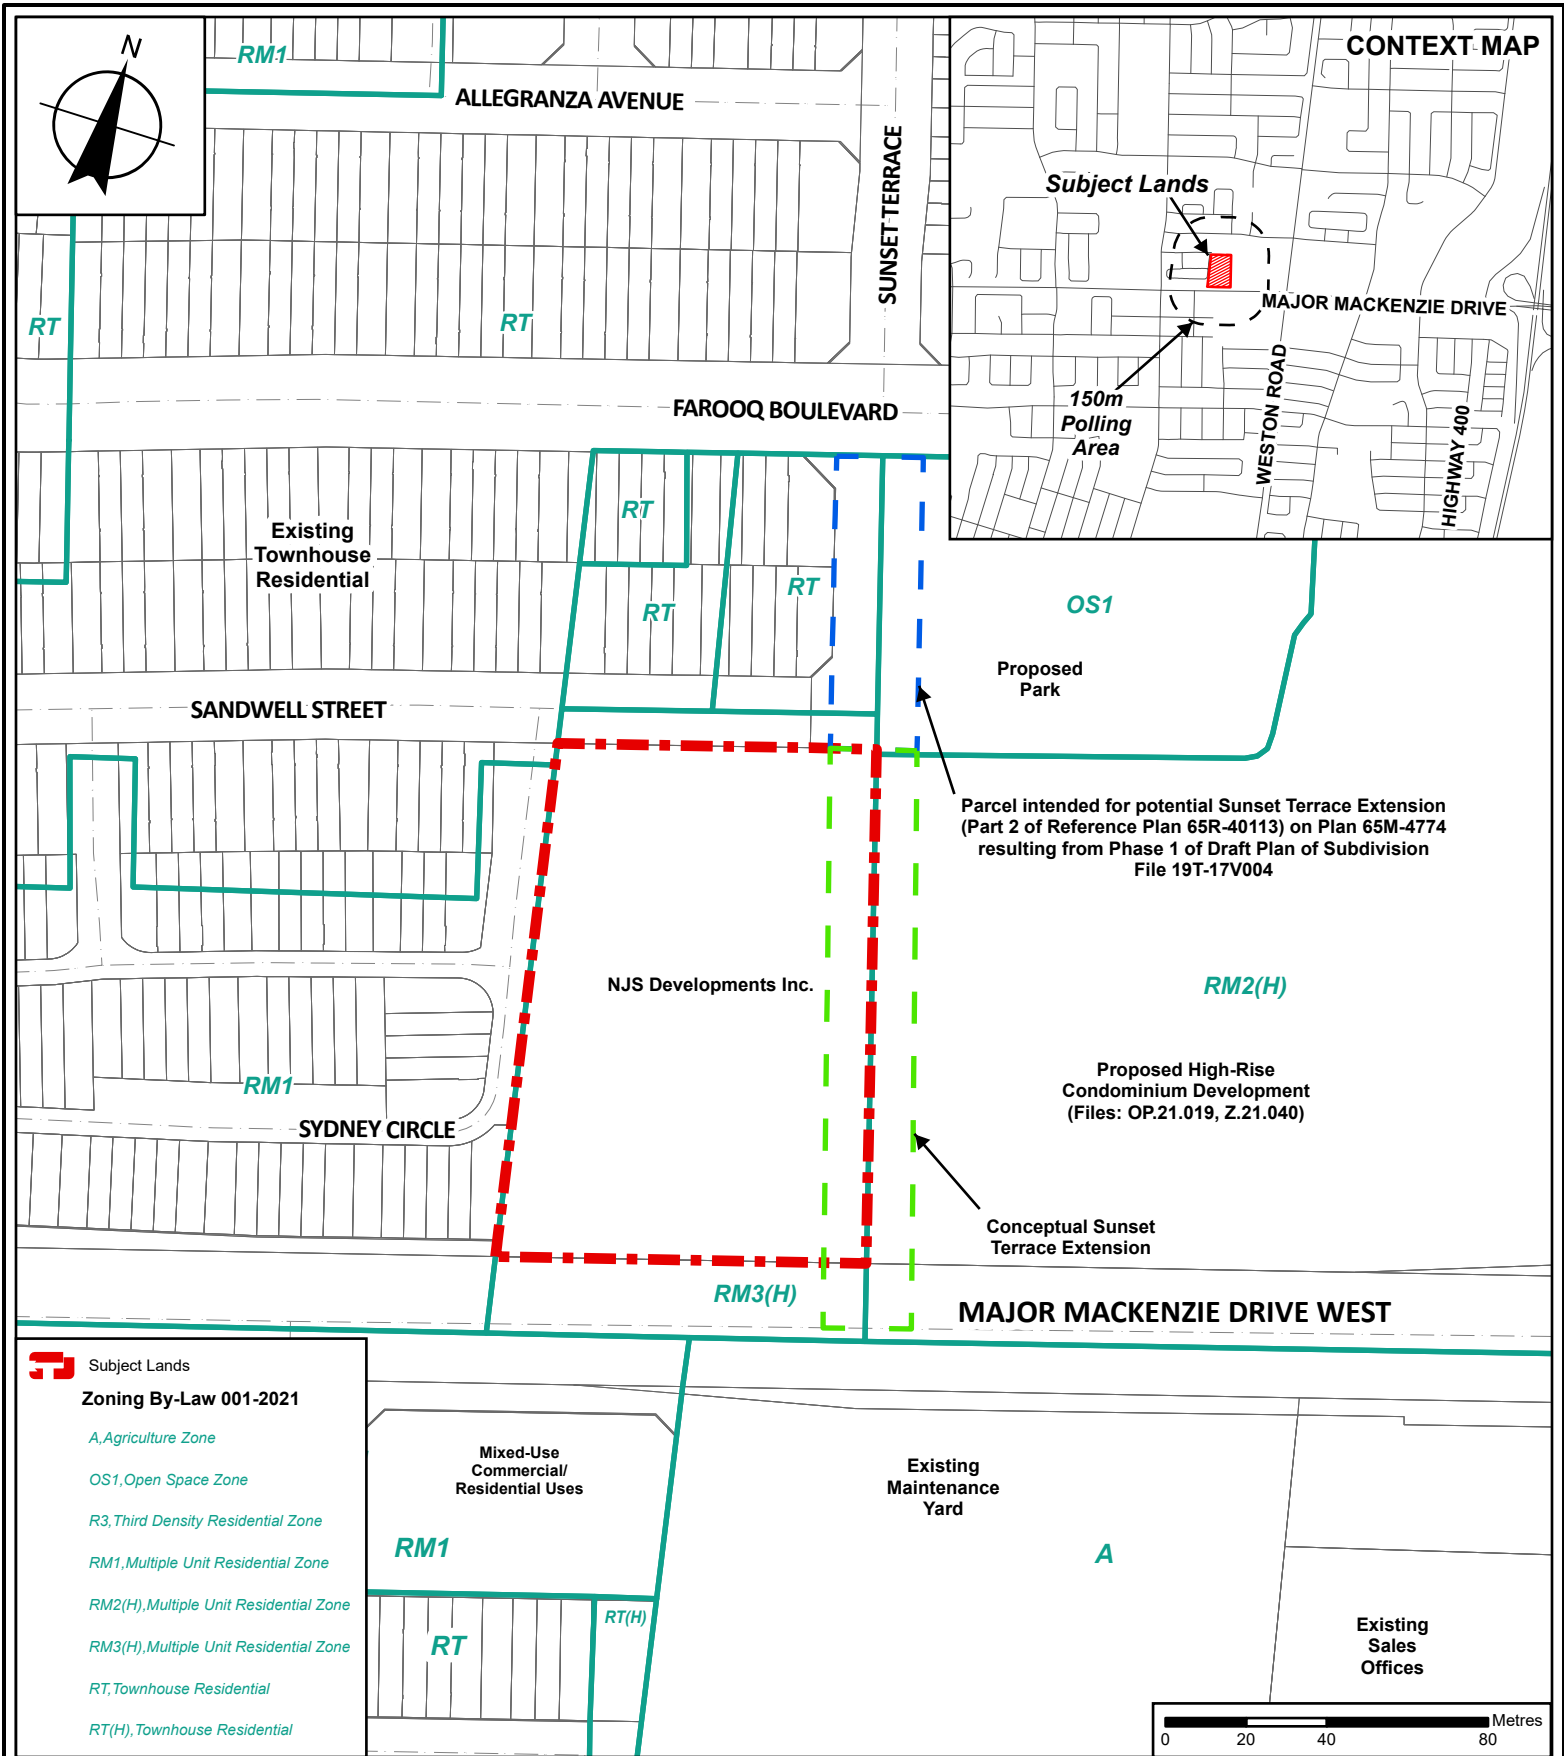 N
RM1
ALLEGRANZA AVENUE
SUNSET TERRACE
CONTEXT MAP
Subject Lands
MAJOR MACKENZIE DRIVE
150m
Polling
Area
WESTON ROAD
HIGHWAY 400
RT
RT
FAROOQ BOULEVARD
Existing
Townhouse
Residential
RT
RT
RT
OS1
Proposed
Park
SANDWELL STREET
Parcel intended for potential Sunset Terrace Extension
(Part 2 of Reference Plan 65R-40113) on Plan 65M-4774
resulting from Phase 1 of Draft Plan of Subdivision
File 19T-17V004
NJS Developments Inc.
RM2(H)
RM1
SYDNEY CIRCLE
Proposed High-Rise
Condominium Development
(Files: OP.21.019, Z.21.040)
Conceptual Sunset
Terrace Extension
RM3(H)
MAJOR MACKENZIE DRIVE WEST
Subject Lands
Zoning By-Law 001-2021
A,Agriculture Zone
OS1,Open Space Zone
R3,Third Density Residential Zone
RM1,Multiple Unit Residential Zone
RM2(H),Multiple Unit Residential Zone
RM3(H),Multiple Unit Residential Zone
RT,Townhouse Residential
RT(H),Townhouse Residential
Mixed-Use
Commercial/
Residential Uses
RM1
RT
RT(H)
Existing
Maintenance
Yard
A
Existing
Sales
Offices
Metres
0 20 40 80